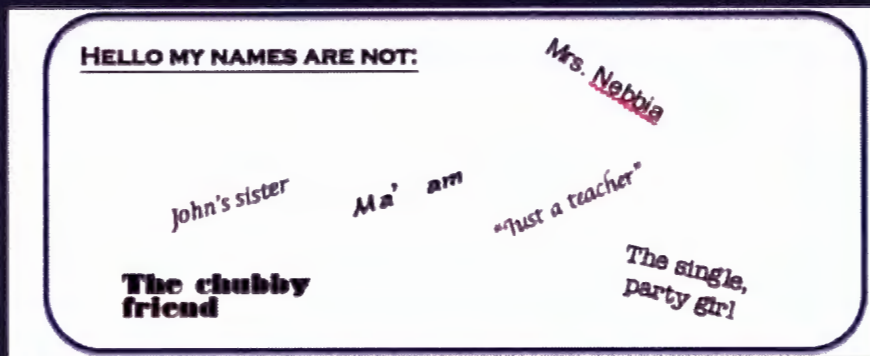 HELLO MY NAMES ARE NOT:
Mrs. Nebbia
John's sister
Ma' am
"Just a teacher"
The chubby
friend
The single,
party girl